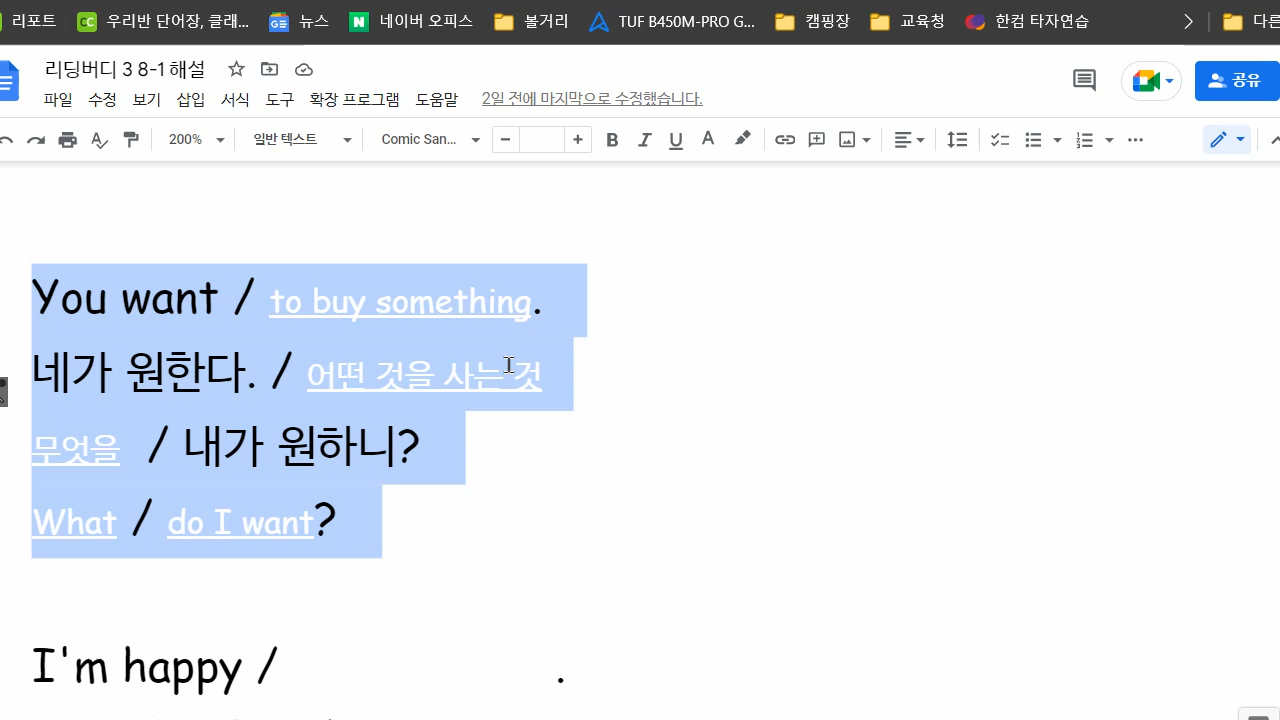 리포트 우리반 단어장, 클래... 뉴스 네이버 오피스 볼거리 TUF B450M-PRO G... 캠핑장 교육청 한컴 타자연습 다른
리딩버디 3 8-1해설
파일 수정 보기 삽입 서식 도구 확장 프로그램 도움말 2일 전에 마지막으로 수정했습니다. 공유
200% 일반 텍스트 Comic San... − + B I U A
You want / to buy something.
네가 원한다. / 어떤 것을 사는 것
무엇을 / 내가 원하니?
What / do I want?
I'm happy / .